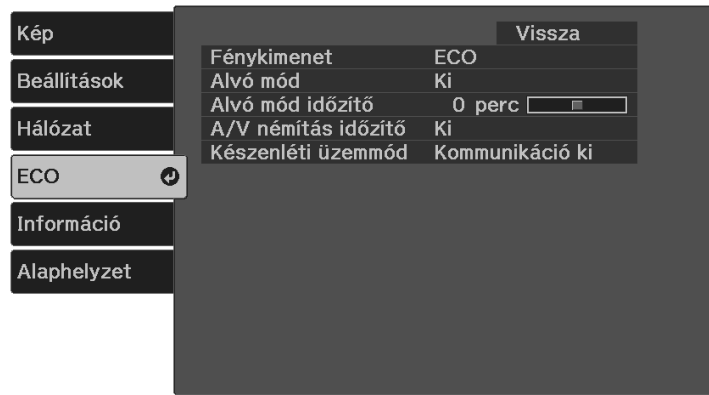 Kép
Beállítások
Hálózat
ECO
Információ
Alaphelyzet
Vissza
Fénykimenet ECO
Alvó mód Ki
Alvó mód időzítő 0 perc
A/V némítás időzítő Ki
Készenléti üzemmód Kommunikáció ki